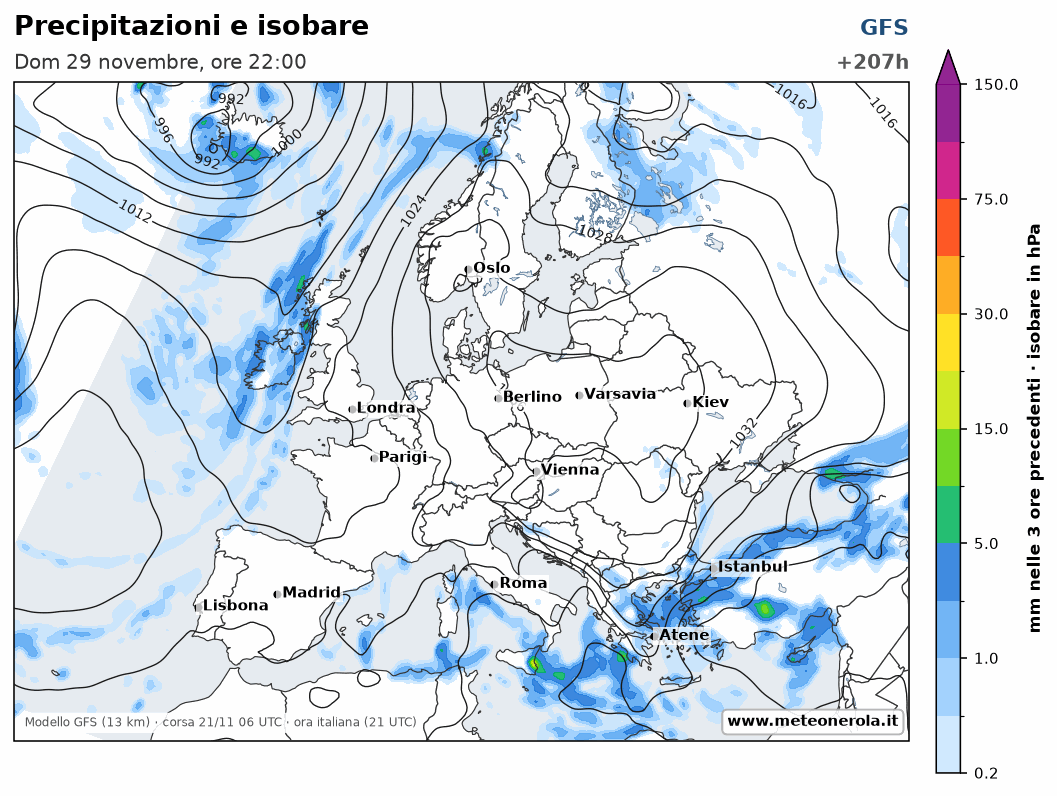 Precipitazioni e isobare
GFS
Dom 29 novembre, ore 22:00
+207h
992
996
992
1000
1012
1024
1028
1016
1016
1032
Oslo
Londra
Berlino
Varsavia
Kiev
Parigi
Vienna
Istanbul
Roma
Madrid
Lisbona
Atene
Modello GFS (13 km) · corsa 21/11 06 UTC · ora italiana (21 UTC)
www.meteonerola.it
150.0
75.0
30.0
15.0
5.0
1.0
0.2
mm nelle 3 ore precedenti · isobare in hPa